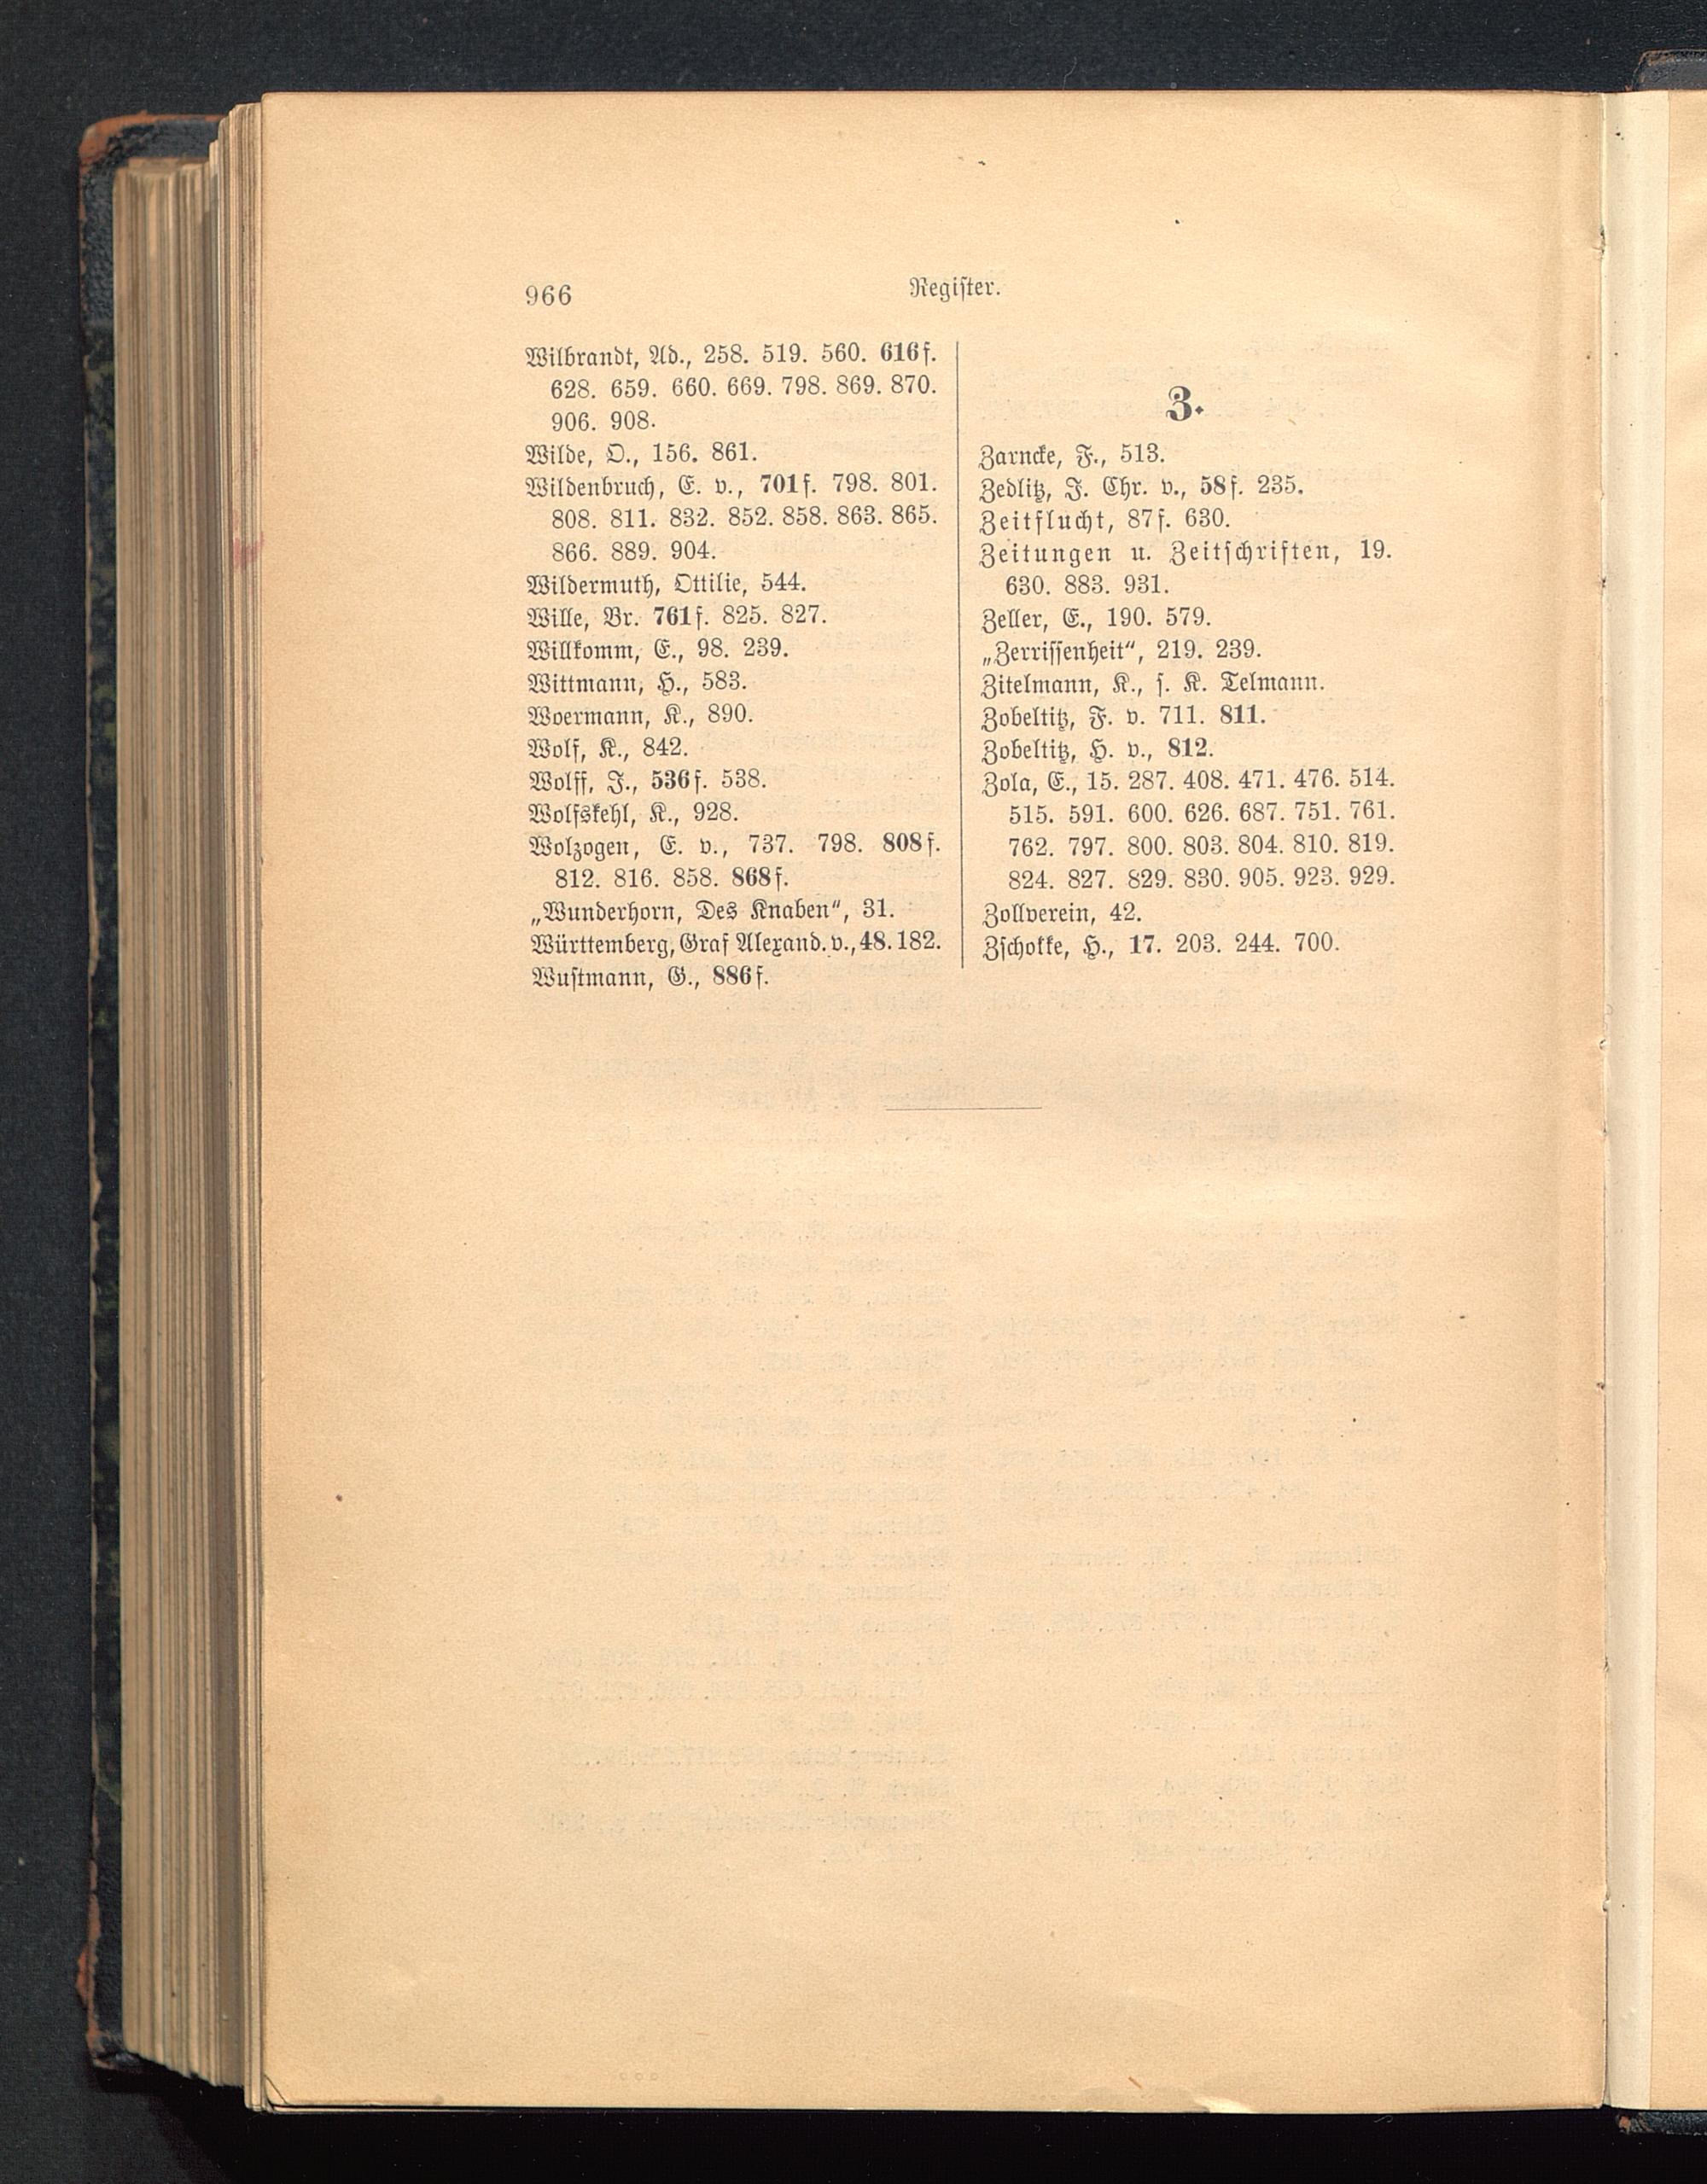 966
Register.
Wilbrandt, Ad., 258. 519. 560. 616f.
628. 659. 660. 669. 798. 869. 870.
906. 908.
Wilde, O., 156. 861.
Wildenbruch, E. v., 701f. 798. 801.
808. 811. 832. 852. 858. 863. 865.
866. 889. 904.
Wildermuth, Ottilie, 544.
Wille, Br. 761f. 825. 827.
Willkomm, E., 98. 239.
Wittmann, H., 583.
Woermann, K., 890.
Wolf, K., 842.
Wolff, J., 536f. 538.
Wolfskehl, K., 928.
Wolzogen, E. v., 737. 798. 808f.
812. 816. 858. 868f.
„Wunderhorn, Des Knaben“, 31.
Württemberg, Graf Alexand. v., 48. 182.
Wuſtmann, G., 886f.
Z.
Zarncke, F., 513.
Zedlitz, J. Chr. v., 58f. 235.
Zeitflucht, 87f. 630.
Zeitungen u. Zeitſchriften, 19.
630. 883. 931.
Zeller, E., 190. 579.
„Zerriſſenheit“, 219. 239.
Zitelmann, K., ſ. K. Telmann.
Zobeltitz, F. v. 711. 811.
Zobeltitz, H. v., 812.
Zola, E., 15. 287. 408. 471. 476. 514.
515. 591. 600. 626. 687. 751. 761.
762. 797. 800. 803. 804. 810. 819.
824. 827. 829. 830. 905. 923. 929.
Zollverein, 42.
Zſchokke, H., 17. 203. 244. 700.